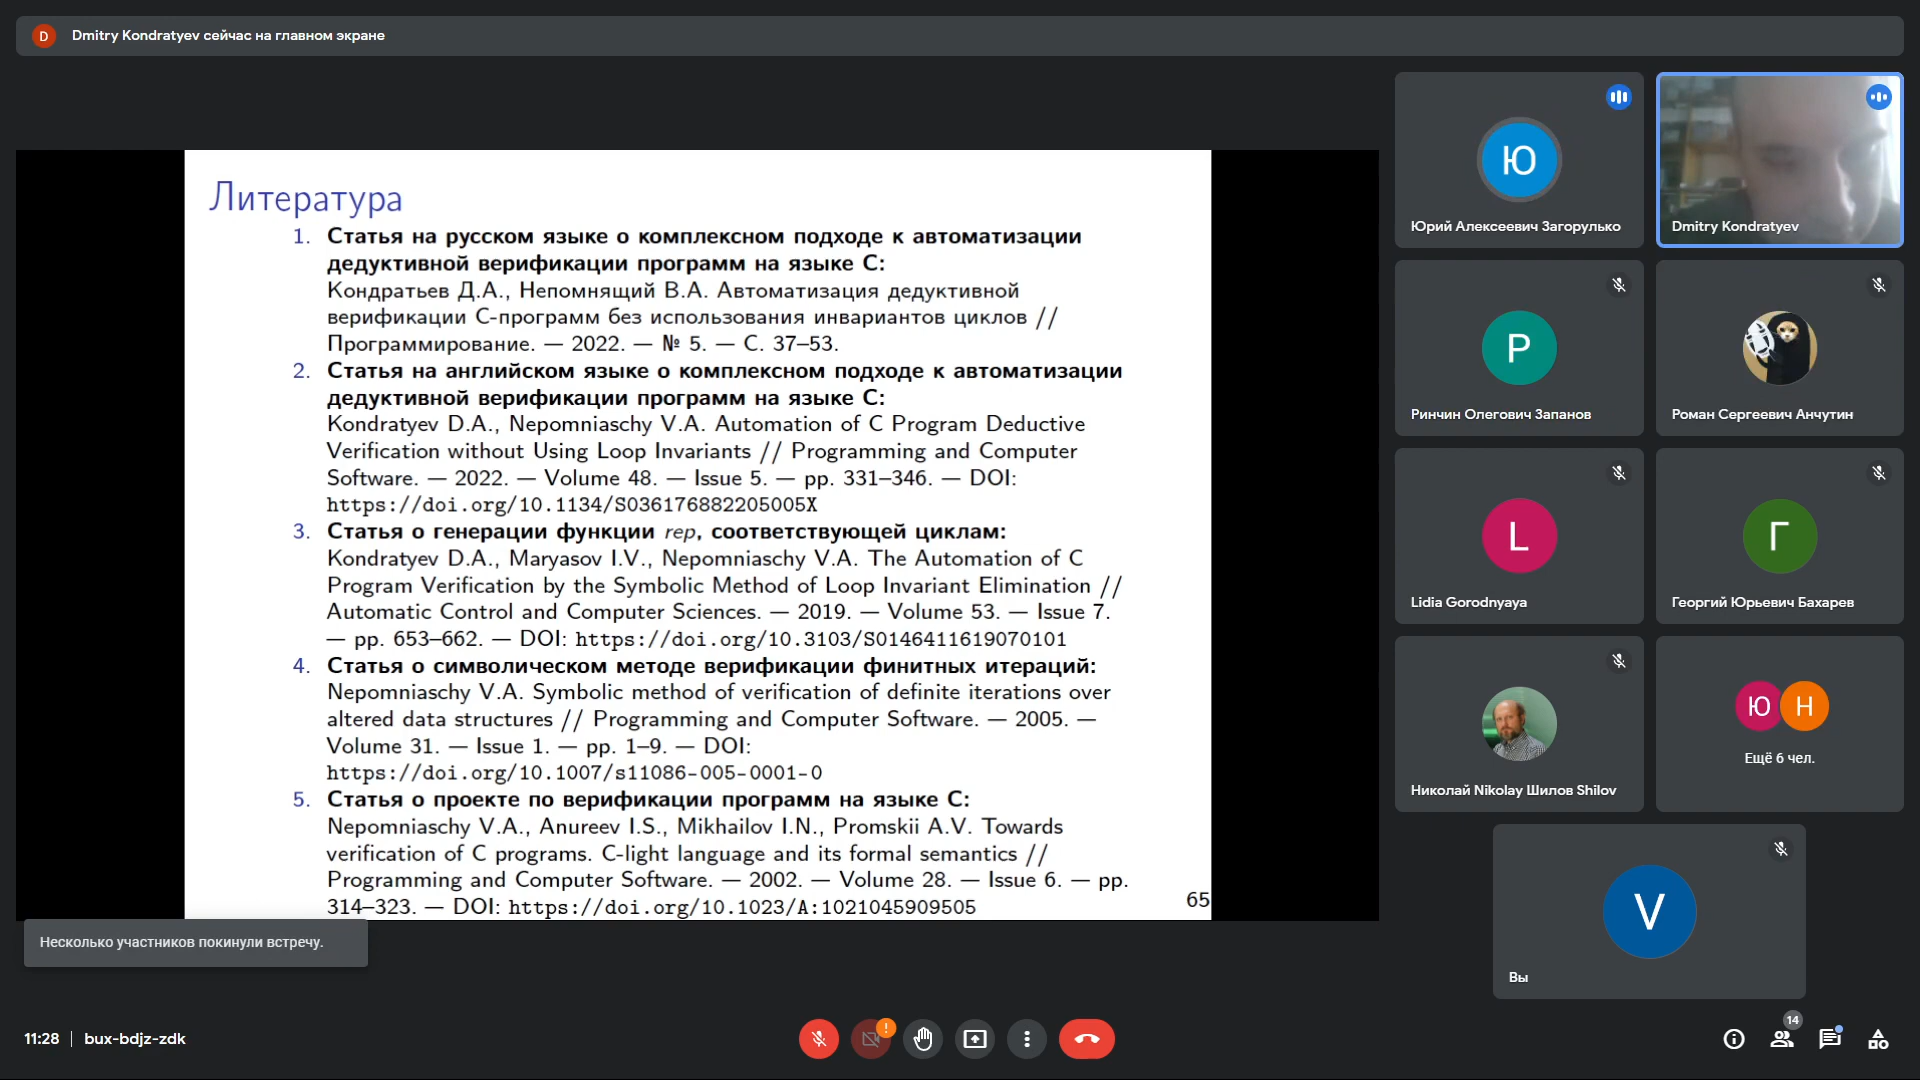 D
Dmitry Kondratyev сейчас на главном экране
Литература
1. Статья на русском языке о комплексном подходе к автоматизации
дедуктивной верификации программ на языке C:
Кондратьев Д.А., Непомнящий В.А. Автоматизация дедуктивной
верификации C-программ без использования инвариантов циклов //
Программирование. — 2022. — № 5. — С. 37–53.
2. Статья на английском языке о комплексном подходе к автоматизации
дедуктивной верификации программ на языке C:
Kondratyev D.A., Nepomniaschy V.A. Automation of C Program Deductive
Verification without Using Loop Invariants // Programming and Computer
Software. — 2022. — Volume 48. — Issue 5. — pp. 331–346. — DOI:
https://doi.org/10.1134/S036176882205005X
3. Статья о генерации функции rep, соответствующей циклам:
Kondratyev D.A., Maryasov I.V., Nepomniaschy V.A. The Automation of C
Program Verification by the Symbolic Method of Loop Invariant Elimination //
Automatic Control and Computer Sciences. — 2019. — Volume 53. — Issue 7.
— pp. 653–662. — DOI: https://doi.org/10.3103/S0146411619070101
4. Статья о символическом методе верификации финитных итераций:
Nepomniaschy V.A. Symbolic method of verification of definite iterations over
altered data structures // Programming and Computer Software. — 2005. —
Volume 31. — Issue 1. — pp. 1–9. — DOI:
https://doi.org/10.1007/s11086-005-0001-0
5. Статья о проекте по верификации программ на языке C:
Nepomniaschy V.A., Anureev I.S., Mikhailov I.N., Promskii A.V. Towards
verification of C programs. C-light language and its formal semantics //
Programming and Computer Software. — 2002. — Volume 28. — Issue 6. — pp.
314–323. — DOI: https://doi.org/10.1023/A:1021045909505
65
Ю
Юрий Алексеевич Загорулько
Dmitry Kondratyev
Р
Ринчин Олегович Запанов
Роман Сергеевич Анчутин
L
Lidia Gorodnyaya
Г
Георгий Юрьевич Бахарев
Николай Nikolay Шилов Shilov
Ю Н
Ещё 6 чел.
V
Вы
Несколько участников покинули встречу.
11:28 | bux-bdjz-zdk
!
14